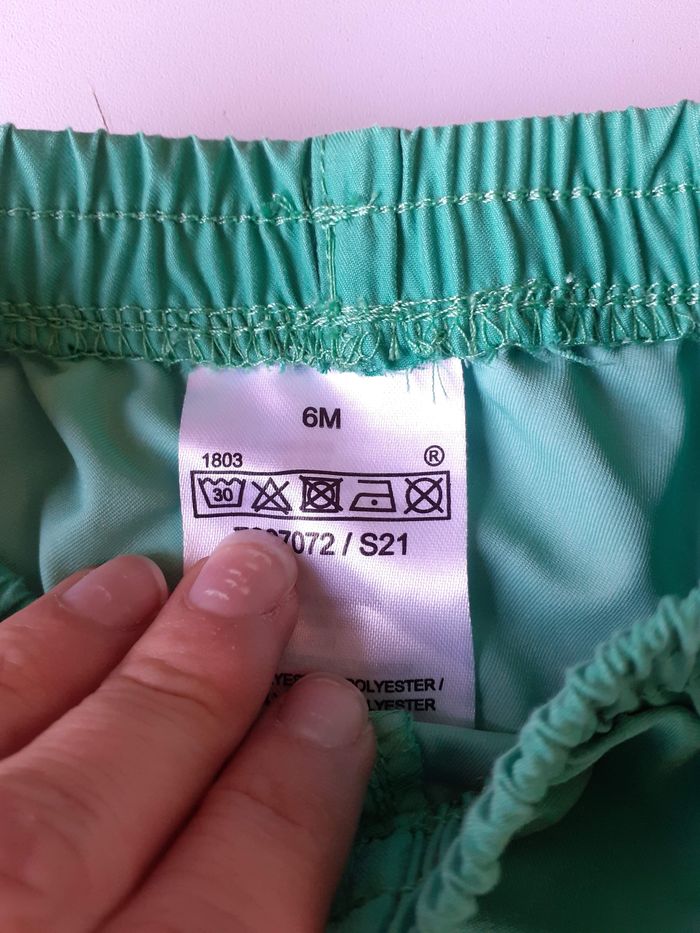 6M
1803 ®
30
7072 / S21
POLYESTER /
POLYESTER